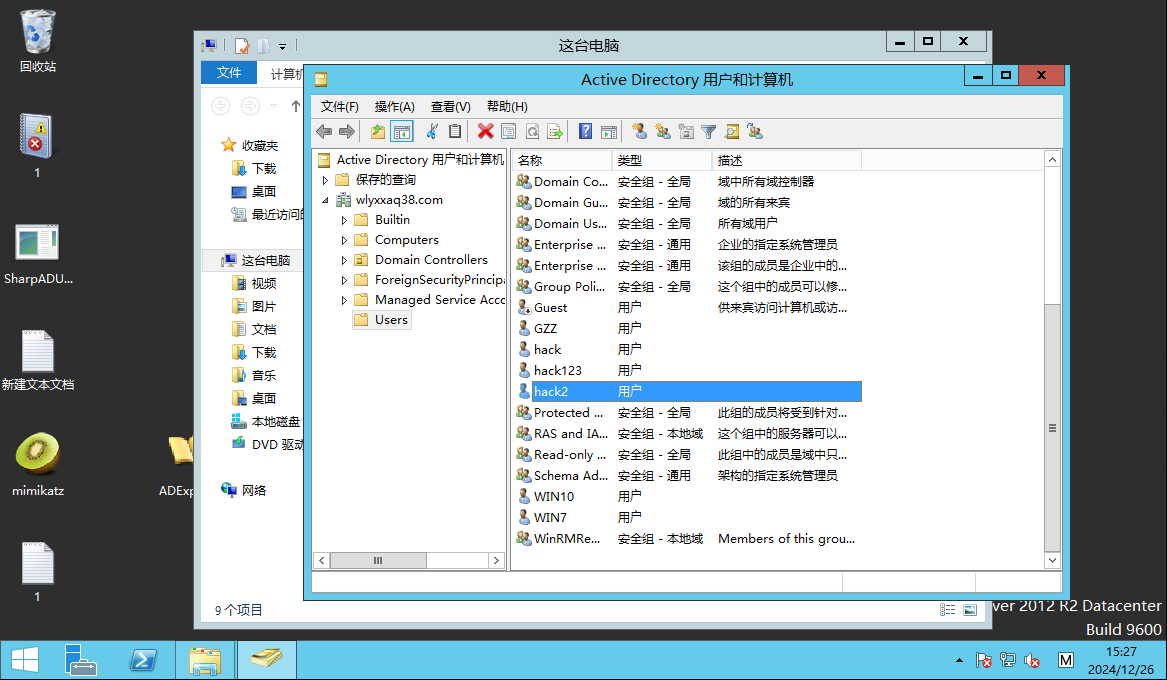 回收站
1
SharpADU...
新建文本文档
mimikatz
ADExp
1
这台电脑
文件
计算机
收藏夹
下载
桌面
最近访问的
这台电脑
视频
图片
文档
下载
音乐
桌面
本地磁盘
DVD 驱动
网络
9 个项目
Active Directory 用户和计算机
文件(F) 操作(A) 查看(V) 帮助(H)
Active Directory 用户和计算机
保存的查询
wlyxxaq38.com
Builtin
Computers
Domain Controllers
ForeignSecurityPrincipa
Managed Service Acco
Users
名称 类型 描述
Domain Co... 安全组 - 全局 域中所有域控制器
Domain Gu... 安全组 - 全局 域的所有来宾
Domain Us... 安全组 - 全局 所有域用户
Enterprise ... 安全组 - 通用 企业的指定系统管理员
Enterprise ... 安全组 - 通用 该组的成员是企业中的...
Group Poli... 安全组 - 全局 这个组中的成员可以修...
Guest 用户 供来宾访问计算机或访...
GZZ 用户
hack 用户
hack123 用户
hack2 用户
Protected ... 安全组 - 全局 此组的成员将受到针对...
RAS and IA... 安全组 - 本地域 这个组中的服务器可以...
Read-only ... 安全组 - 全局 此组中的成员是域中只...
Schema Ad... 安全组 - 通用 架构的指定系统管理员
WIN10 用户
WIN7 用户
WinRMRe... 安全组 - 本地域 Members of this grou...
ver 2012 R2 Datacenter
Build 9600
M
15:27
2024/12/26